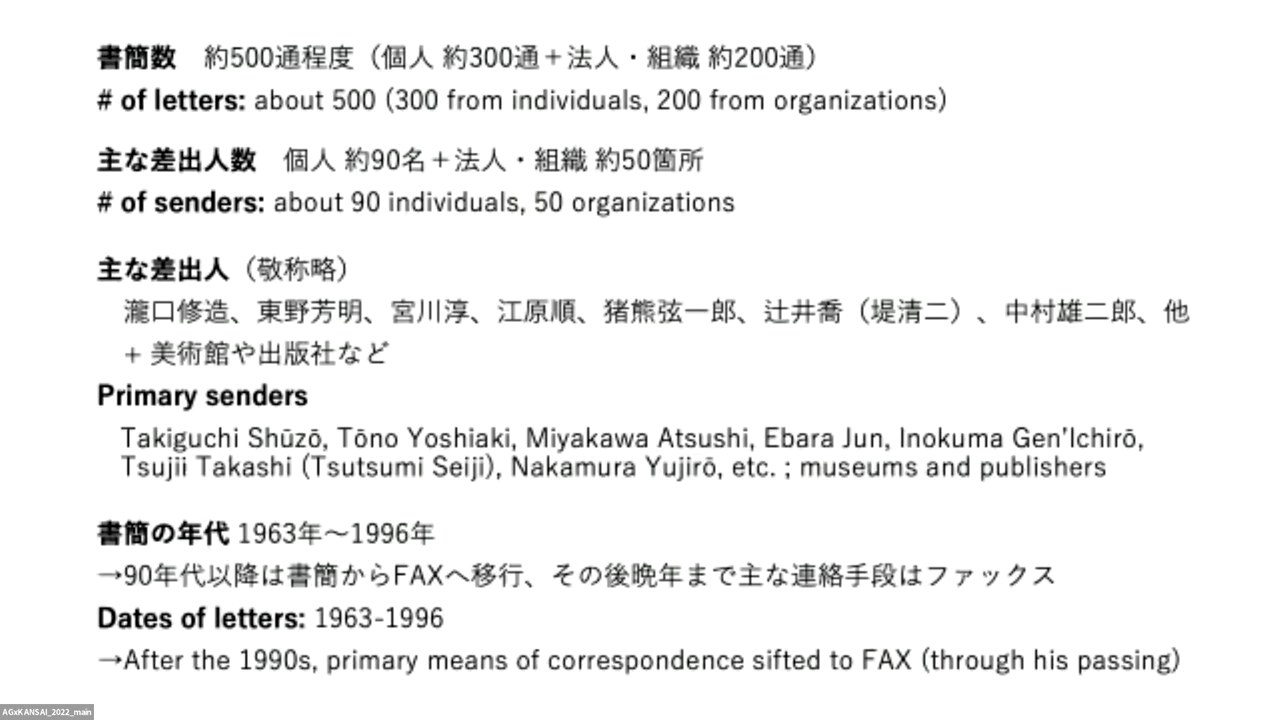 書簡数　約500通程度（個人 約300通＋法人・組織 約200通）
# of letters: about 500 (300 from individuals, 200 from organizations)
主な差出人数　個人 約90名＋法人・組織 約50箇所
# of senders: about 90 individuals, 50 organizations
主な差出人（敬称略）
瀧口修造、東野芳明、宮川淳、江原順、猪熊弦一郎、辻井喬（堤清二）、中村雄二郎、他
+ 美術館や出版社など
Primary senders
Takiguchi Shūzō, Tōno Yoshiaki, Miyakawa Atsushi, Ebara Jun, Inokuma Gen'Ichirō,
Tsujii Takashi (Tsutsumi Seiji), Nakamura Yujirō, etc. ; museums and publishers
書簡の年代 1963年〜1996年
→90年代以降は書簡からFAXへ移行、その後晩年まで主な連絡手段はファックス
Dates of letters: 1963-1996
→After the 1990s, primary means of correspondence sifted to FAX (through his passing)
AGxKANSAI_2022_main